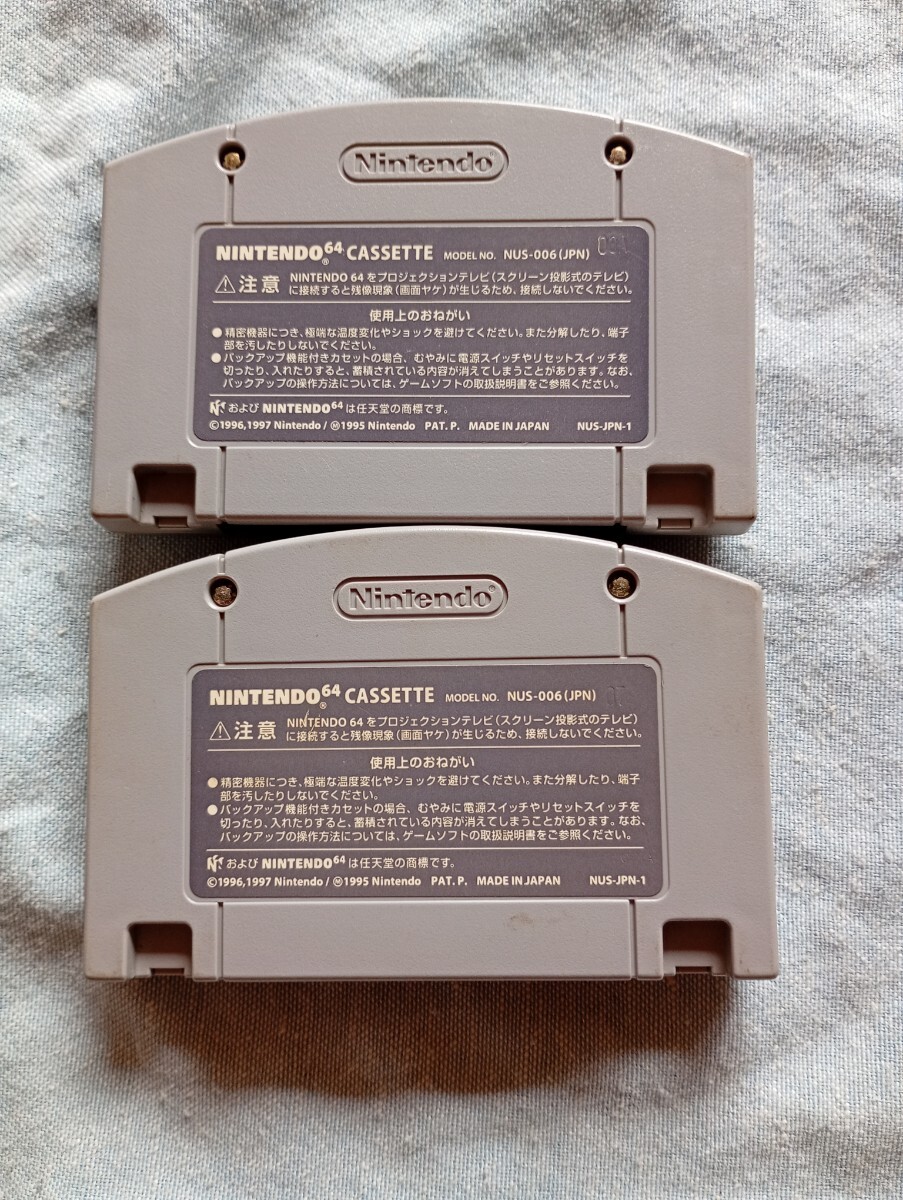 Nintendo
NINTENDO64 CASSETTE MODEL NO. NUS-006(JPN)
⚠注意 NINTENDO 64をプロジェクションテレビ(スクリーン投影式のテレビ)
に接続すると残像現象(画面ヤケ)が生じるため、接続しないでください。
使用上のおねがい
●精密機器につき、極端な温度変化やショックを避けてください。また分解したり、端子
部を汚したりしないでください。
●バックアップ機能付きカセットの場合、むやみに電源スイッチやリセットスイッチを
切ったり、入れたりすると、蓄積されている内容が消えてしまうことがあります。なお、
バックアップの操作方法については、ゲームソフトの取扱説明書をご参照ください。
および NINTENDO64 は任天堂の商標です。
©1996,1997 Nintendo/Ⓜ1995 Nintendo PAT. P. MADE IN JAPAN NUS-JPN-1
Nintendo
NINTENDO64 CASSETTE MODEL NO. NUS-006(JPN)
⚠注意 NINTENDO 64をプロジェクションテレビ(スクリーン投影式のテレビ)
に接続すると残像現象(画面ヤケ)が生じるため、接続しないでください。
使用上のおねがい
●精密機器につき、極端な温度変化やショックを避けてください。また分解したり、端子
部を汚したりしないでください。
●バックアップ機能付きカセットの場合、むやみに電源スイッチやリセットスイッチを
切ったり、入れたりすると、蓄積されている内容が消えてしまうことがあります。なお、
バックアップの操作方法については、ゲームソフトの取扱説明書をご参照ください。
および NINTENDO64 は任天堂の商標です。
©1996,1997 Nintendo/Ⓜ1995 Nintendo PAT. P. MADE IN JAPAN NUS-JPN-1